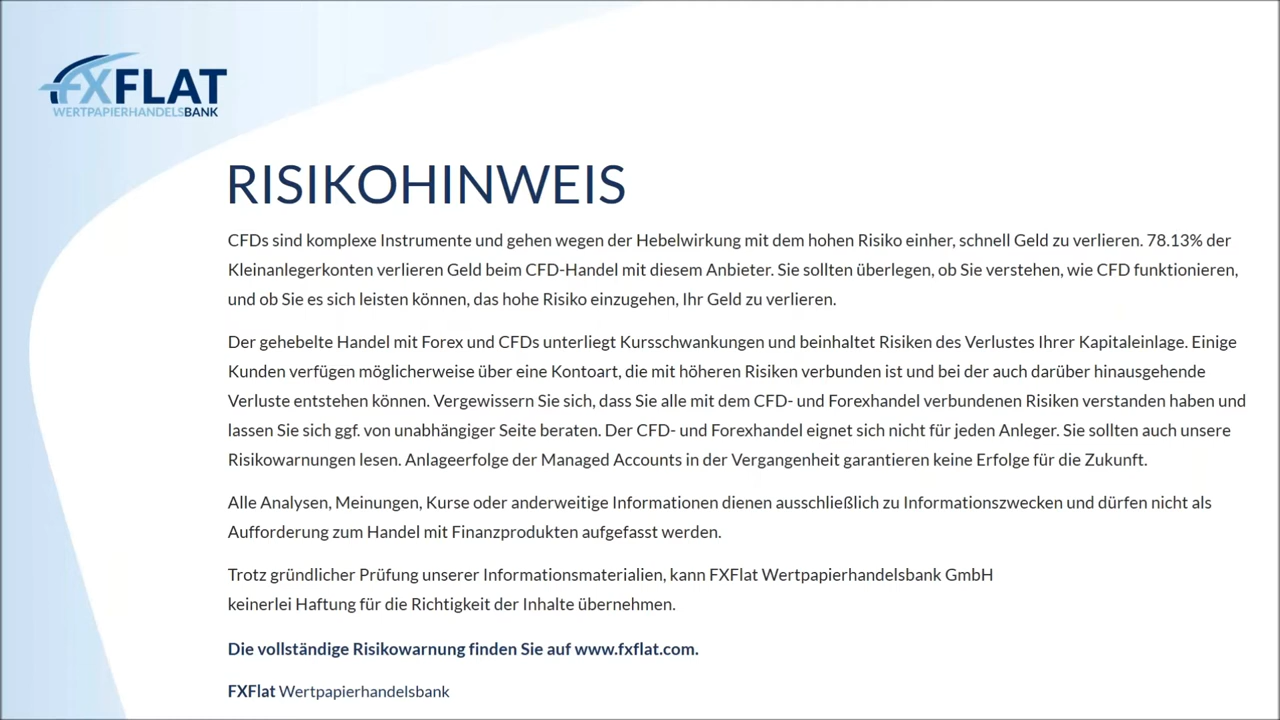 FXFLAT
WERTPAPIERHANDELSBANK
RISIKOHINWEIS
CFDs sind komplexe Instrumente und gehen wegen der Hebelwirkung mit dem hohen Risiko einher, schnell Geld zu verlieren. 78.13% der
Kleinanlegerkonten verlieren Geld beim CFD-Handel mit diesem Anbieter. Sie sollten überlegen, ob Sie verstehen, wie CFD funktionieren,
und ob Sie es sich leisten können, das hohe Risiko einzugehen, Ihr Geld zu verlieren.
Der gehebelte Handel mit Forex und CFDs unterliegt Kursschwankungen und beinhaltet Risiken des Verlustes Ihrer Kapitaleinlage. Einige
Kunden verfügen möglicherweise über eine Kontoart, die mit höheren Risiken verbunden ist und bei der auch darüber hinausgehende
Verluste entstehen können. Vergewissern Sie sich, dass Sie alle mit dem CFD- und Forexhandel verbundenen Risiken verstanden haben und
lassen Sie sich ggf. von unabhängiger Seite beraten. Der CFD- und Forexhandel eignet sich nicht für jeden Anleger. Sie sollten auch unsere
Risikowarnungen lesen. Anlageerfolge der Managed Accounts in der Vergangenheit garantieren keine Erfolge für die Zukunft.
Alle Analysen, Meinungen, Kurse oder anderweitige Informationen dienen ausschließlich zu Informationszwecken und dürfen nicht als
Aufforderung zum Handel mit Finanzprodukten aufgefasst werden.
Trotz gründlicher Prüfung unserer Informationsmaterialien, kann FXFlat Wertpapierhandelsbank GmbH
keinerlei Haftung für die Richtigkeit der Inhalte übernehmen.
Die vollständige Risikowarnung finden Sie auf www.fxflat.com.
FXFlat Wertpapierhandelsbank